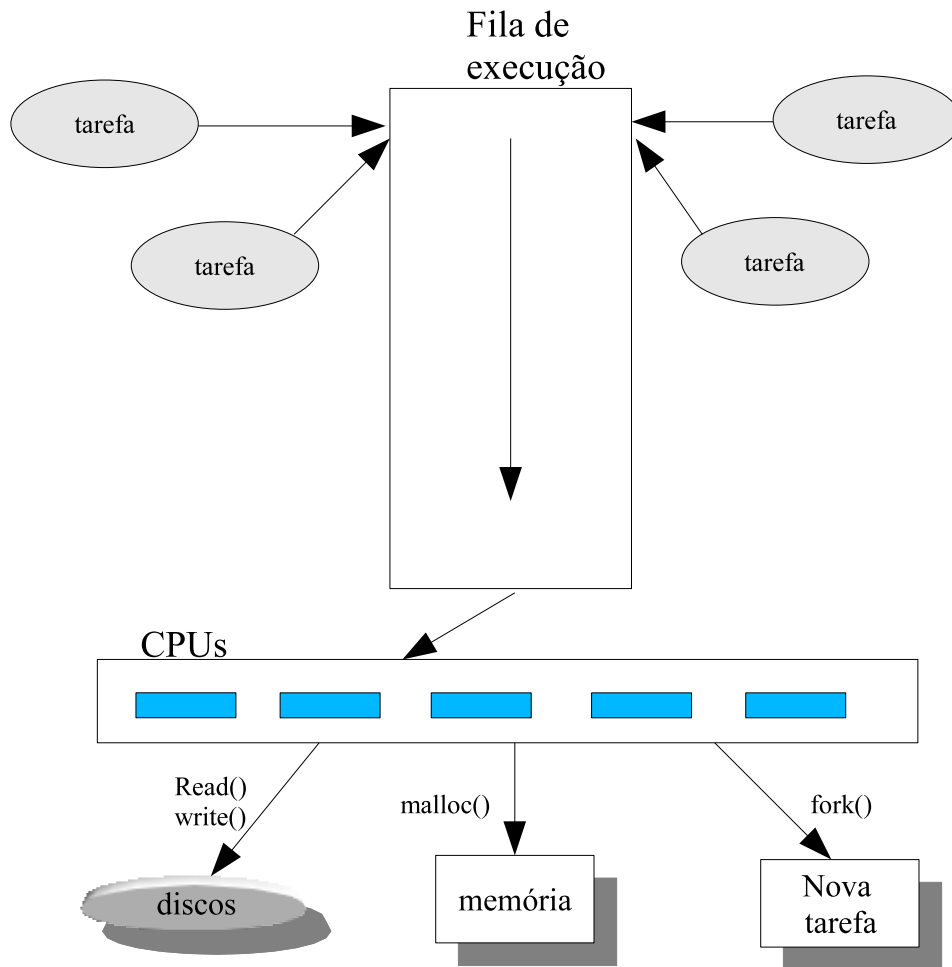 Fila de
execução
tarefa
tarefa
tarefa
tarefa
CPUs
Read()
write()
malloc()
fork()
discos
memória
Nova
tarefa